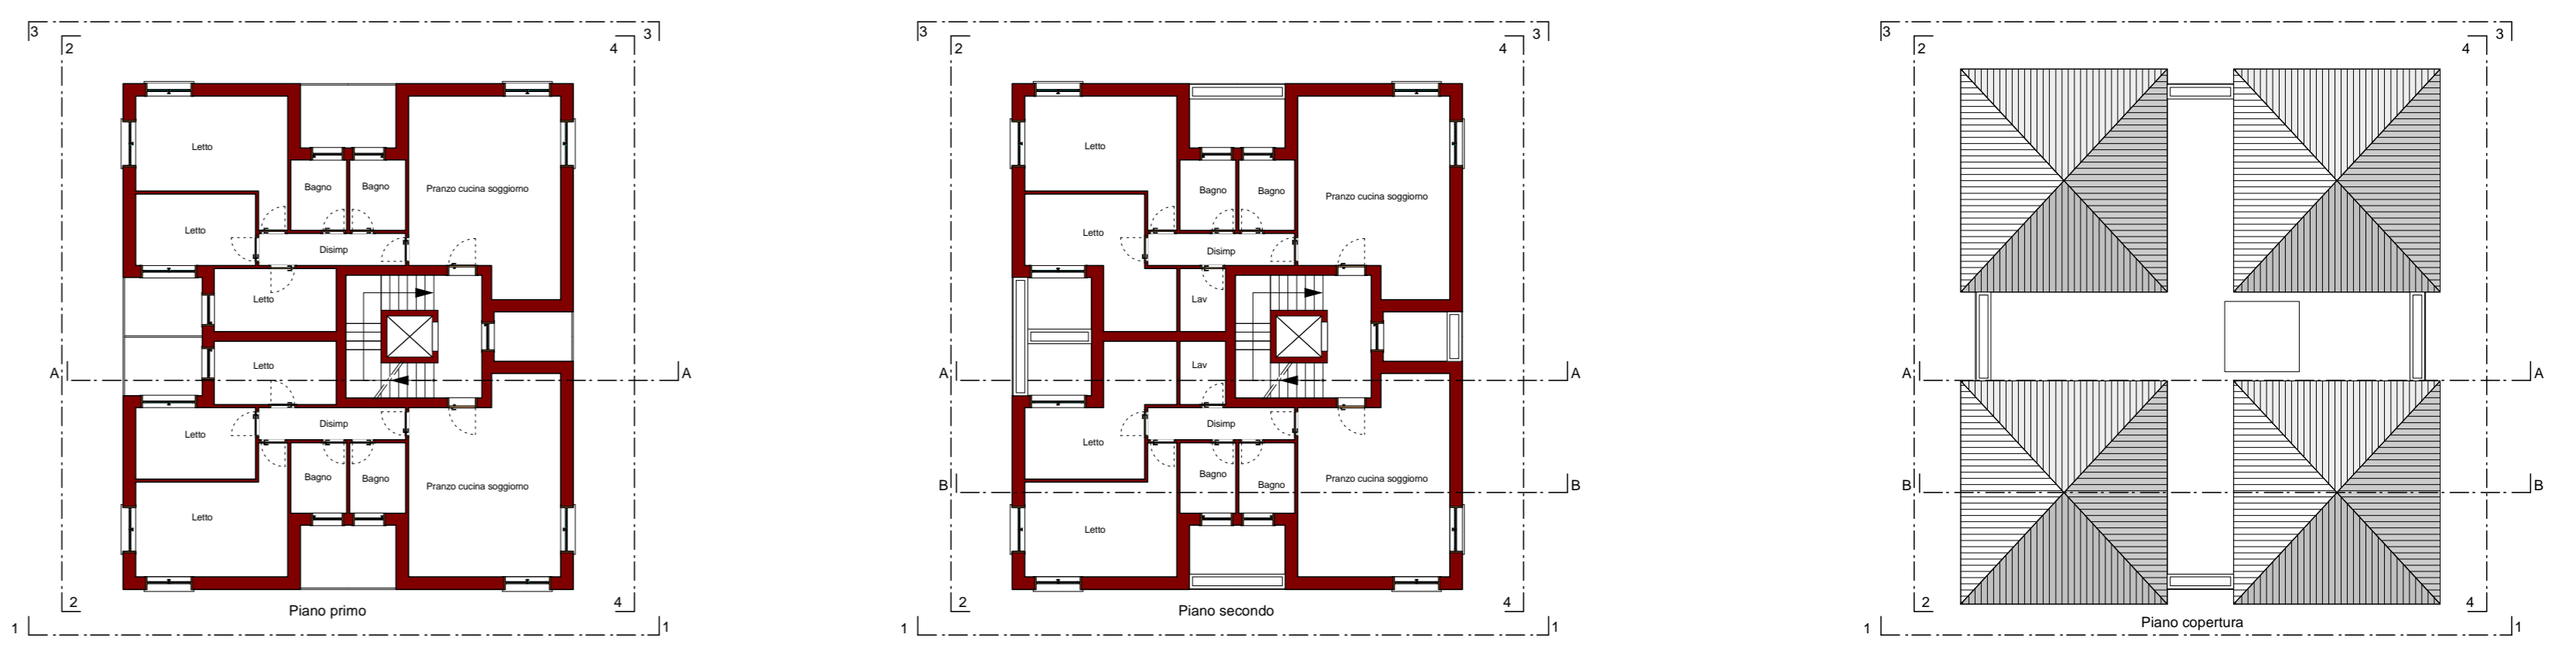 3 3
2 4
Letto
Bagno Bagno Pranzo cucina soggiorno
Letto
Disimp
Letto
Letto
A A
Letto Disimp
Bagno Bagno Pranzo cucina soggiorno
Letto
2 4
Piano primo
1 1
3 3
2 4
Letto
Bagno Bagno Pranzo cucina soggiorno
Letto
Disimp
Lav
Lav
A A
Disimp
Letto
Bagno Bagno Pranzo cucina soggiorno
B B
Letto
2 4
Piano secondo
1 1
3 3
2 4
A A
B B
2 4
Piano copertura
1 1